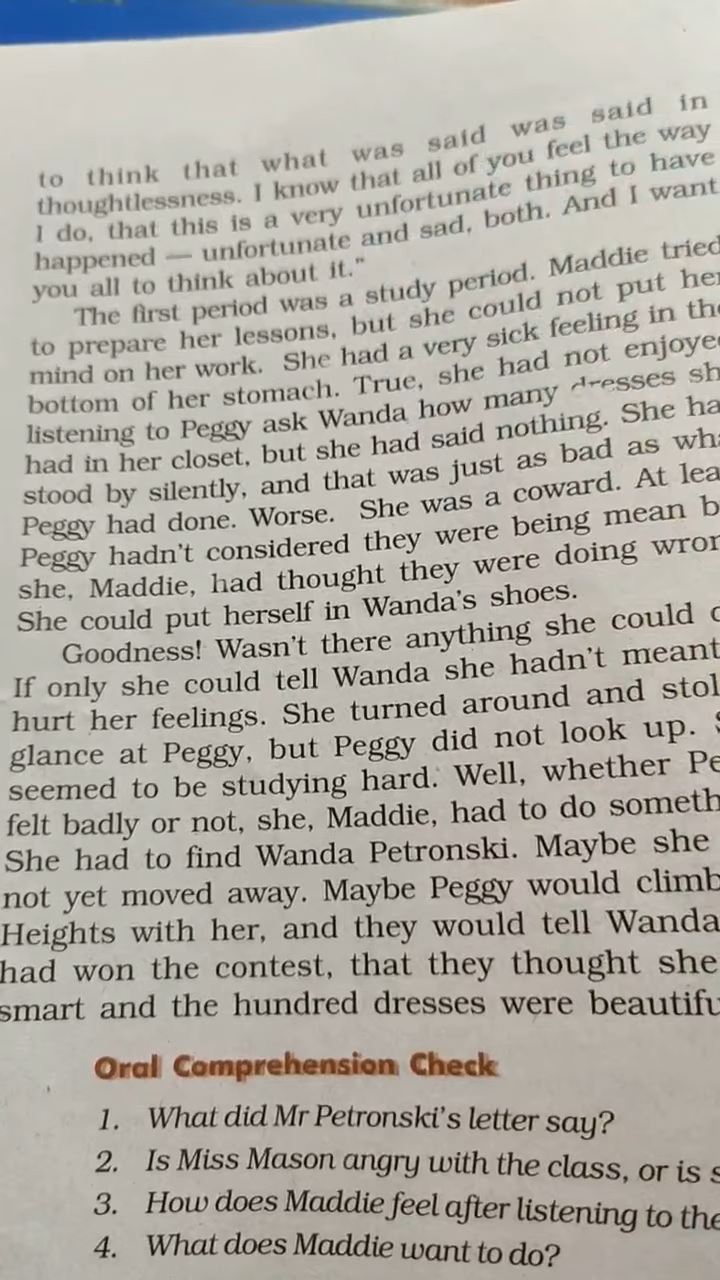 to think that what was said was said in
thoughtlessness. I know that all of you feel the way
I do, that this is a very unfortunate thing to have
happened — unfortunate and sad, both. And I want
you all to think about it."
The first period was a study period. Maddie tried
to prepare her lessons, but she could not put her
mind on her work. She had a very sick feeling in the
bottom of her stomach. True, she had not enjoye
listening to Peggy ask Wanda how many dresses sh
had in her closet, but she had said nothing. She ha
stood by silently, and that was just as bad as wha
Peggy had done. Worse. She was a coward. At lea
Peggy hadn't considered they were being mean b
she, Maddie, had thought they were doing wron
She could put herself in Wanda's shoes.
Goodness! Wasn't there anything she could d
If only she could tell Wanda she hadn't meant
hurt her feelings. She turned around and stol
glance at Peggy, but Peggy did not look up. S
seemed to be studying hard. Well, whether Pe
felt badly or not, she, Maddie, had to do someth
She had to find Wanda Petronski. Maybe she
not yet moved away. Maybe Peggy would climb
Heights with her, and they would tell Wanda
had won the contest, that they thought she
smart and the hundred dresses were beautifu
Oral Comprehension Check
1. What did Mr Petronski's letter say?
2. Is Miss Mason angry with the class, or is s
3. How does Maddie feel after listening to the
4. What does Maddie want to do?